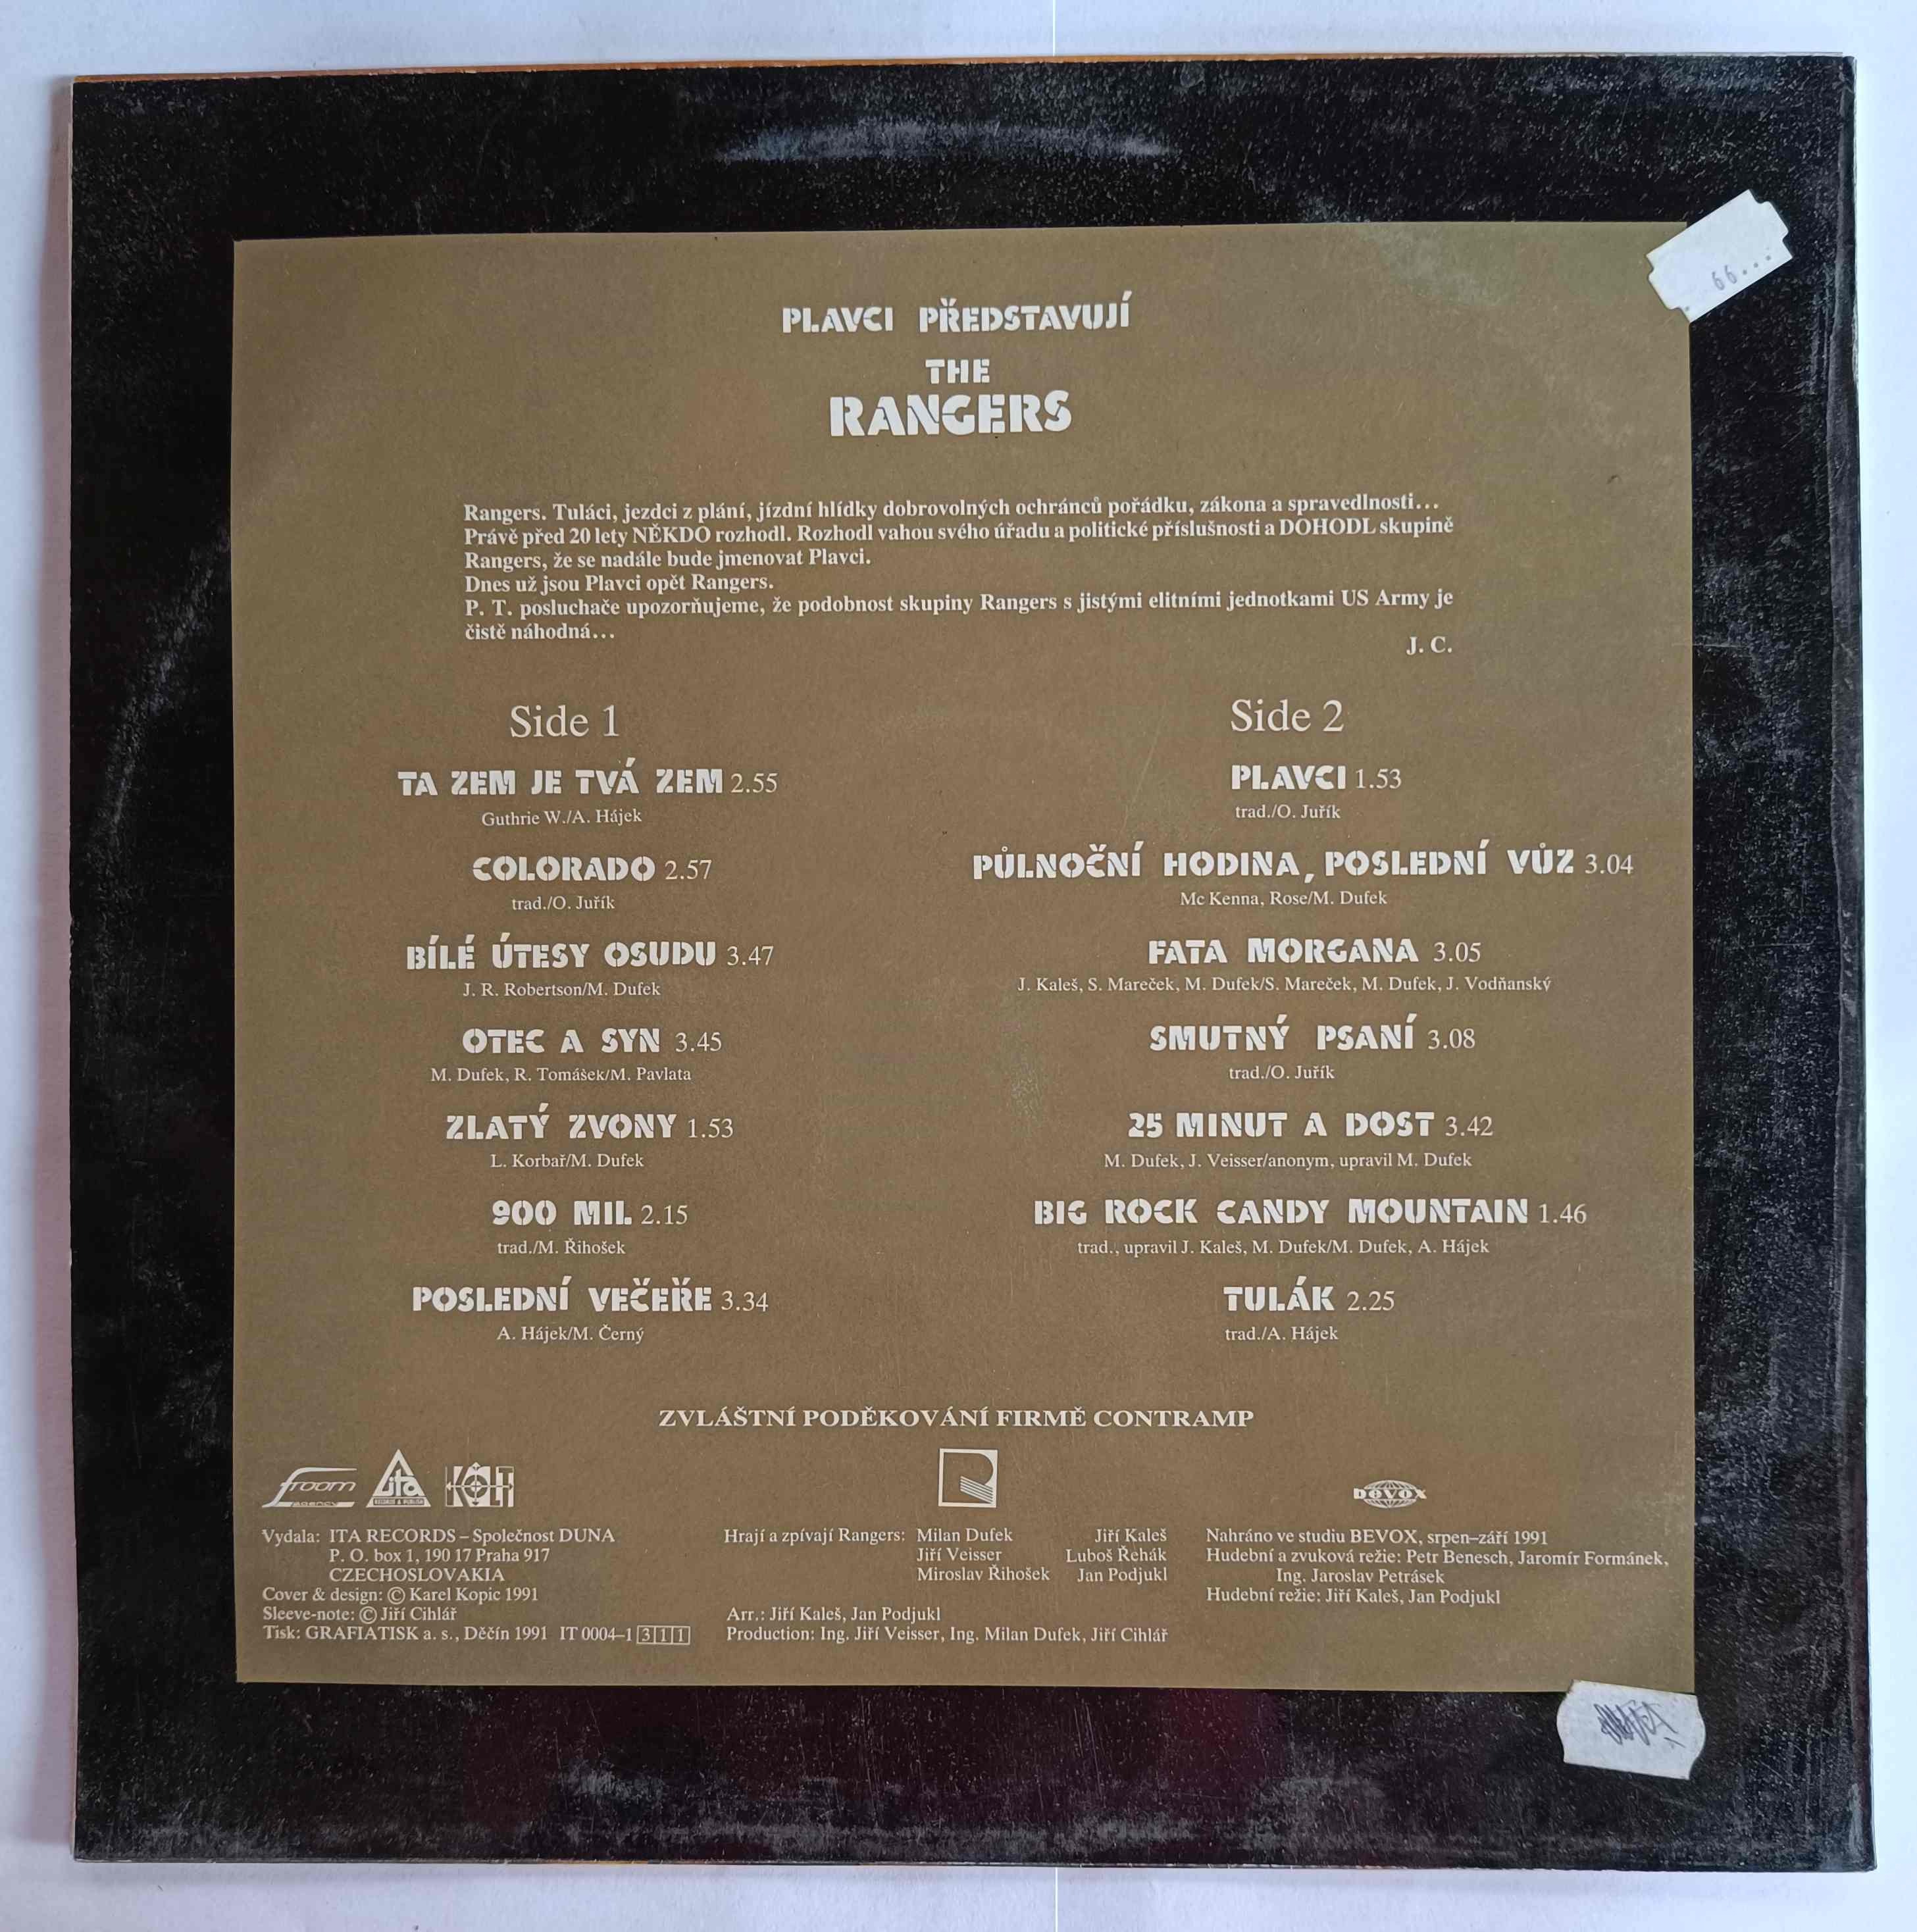 66...
PLAVCI PŘEDSTAVUJÍ
THE
RANGERS
Rangers. Tuláci, jezdci z plání, jízdní hlídky dobrovolných ochránců pořádku, zákona a spravedlnosti...
Právě před 20 lety NĚKDO rozhodl. Rozhodl vahou svého úřadu a politické příslušnosti a DOHODL skupině
Rangers, že se nadále bude jmenovat Plavci.
Dnes už jsou Plavci opět Rangers.
P. T. posluchače upozorňujeme, že podobnost skupiny Rangers s jistými elitními jednotkami US Army je
čistě náhodná...
J. C.
Side 1
TA ZEM JE TVÁ ZEM 2.55
Guthrie W./A. Hájek
COLORADO 2.57
trad./O. Juřík
BÍLÉ ÚTESY OSUDU 3.47
J. R. Robertson/M. Dufek
OTEC A SYN 3.45
M. Dufek, R. Tomášek/M. Pavlata
ZLATÝ ZVONY 1.53
L. Korbař/M. Dufek
900 MIL 2.15
trad./M. Řihošek
POSLEDNÍ VEČEŘE 3.34
A. Hájek/M. Černý
Side 2
PLAVCI 1.53
trad./O. Juřík
PŮLNOČNÍ HODINA, POSLEDNÍ VŮZ 3.04
Mc Kenna, Rose/M. Dufek
FATA MORGANA 3.05
J. Kaleš, S. Mareček, M. Dufek/S. Mareček, M. Dufek, J. Vodňanský
SMUTNÝ PSANÍ 3.08
trad./O. Juřík
25 MINUT A DOST 3.42
M. Dufek, J. Veisser/anonym, upravil M. Dufek
BIG ROCK CANDY MOUNTAIN 1.46
trad., upravil J. Kaleš, M. Dufek/M. Dufek, A. Hájek
TULÁK 2.25
trad./A. Hájek
ZVLÁŠTNÍ PODĚKOVÁNÍ FIRMĚ CONTRAMP
froom
AGENCY
ita
KOLT
R
bevox
Vydala: ITA RECORDS – Společnost DUNA
P. O. box 1, 190 17 Praha 917
CZECHOSLOVAKIA
Cover & design: © Karel Kopic 1991
Sleeve-note: © Jiří Cihlář
Tisk: GRAFIATISK a. s., Děčín 1991 IT 0004–1 311
Hrají a zpívají Rangers: Milan Dufek Jiří Kaleš
Jiří Veisser Luboš Řehák
Miroslav Řihošek Jan Podjukl
Arr.: Jiří Kaleš, Jan Podjukl
Production: Ing. Jiří Veisser, Ing. Milan Dufek, Jiří Cihlář
Nahráno ve studiu BEVOX, srpen–září 1991
Hudební a zvuková režie: Petr Benesch, Jaromír Formánek,
Ing. Jaroslav Petrásek
Hudební režie: Jiří Kaleš, Jan Podjukl